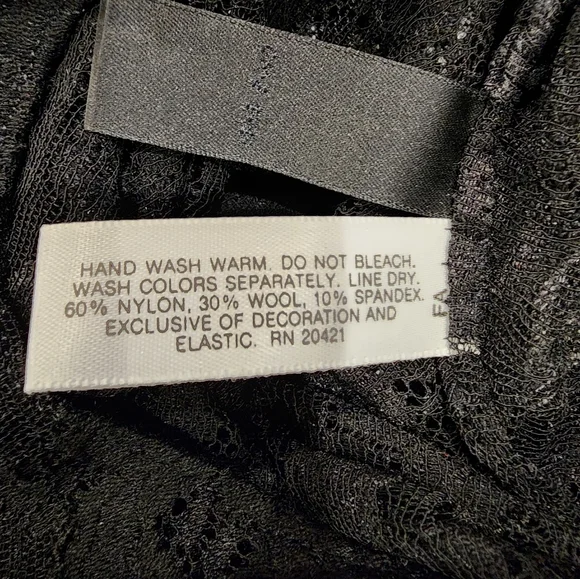 HAND WASH WARM. DO NOT BLEACH.
WASH COLORS SEPARATELY. LINE DRY.
60% NYLON, 30% WOOL, 10% SPANDEX.
EXCLUSIVE OF DECORATION AND
ELASTIC. RN 20421